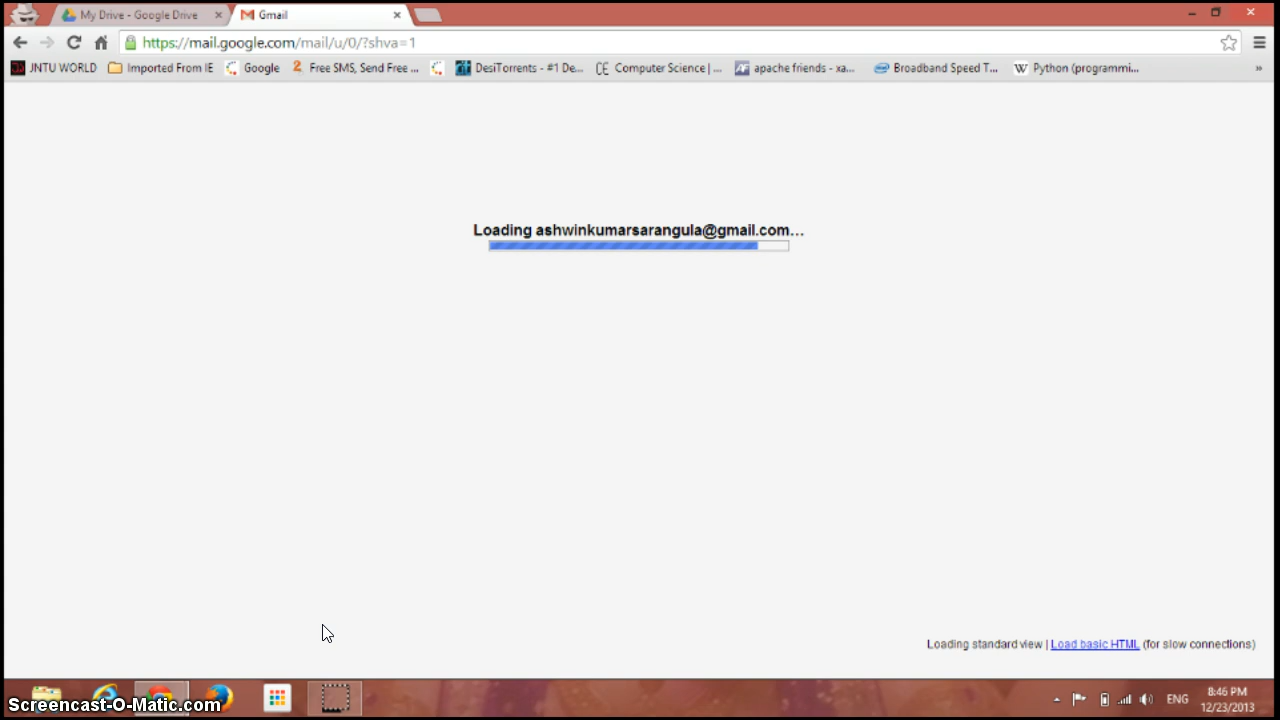 My Drive - Google Drive
Gmail
https://mail.google.com/mail/u/0/?shva=1
JNTU WORLD Imported From IE Google Free SMS, Send Free ... DesiTorrents - #1 De... Computer Science | ... apache friends - xa... Broadband Speed T... Python (programmi... »
Loading ashwinkumarsarangula@gmail.com...
Loading standard view | Load basic HTML (for slow connections)
ENG
8:46 PM
12/23/2013
Screencast-O-Matic.com